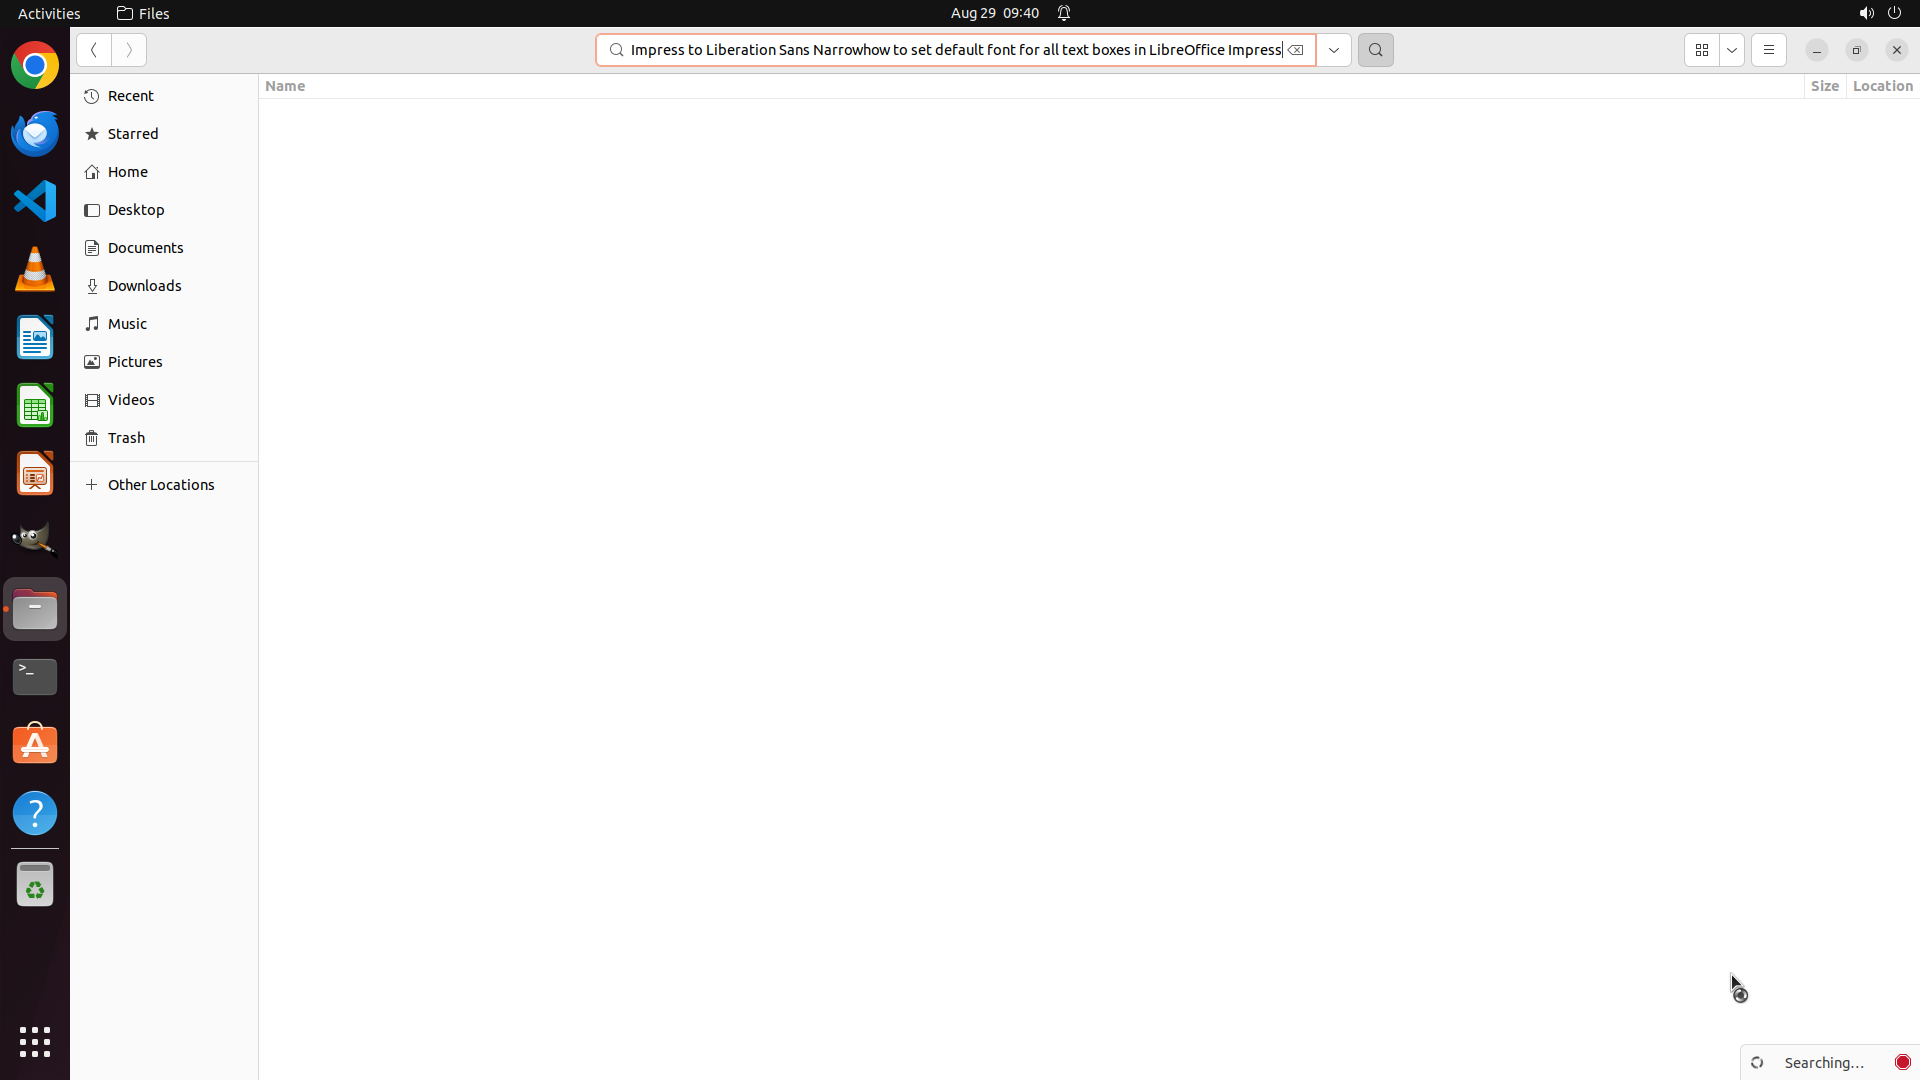 Activities
Files
Aug 29 09:40
Impress to Liberation Sans Narrowhow to set default font for all text boxes in LibreOffice Impress
Name
Size
Location
Recent
Starred
Home
Desktop
Documents
Downloads
Music
Pictures
Videos
Trash
Other Locations
Searching...